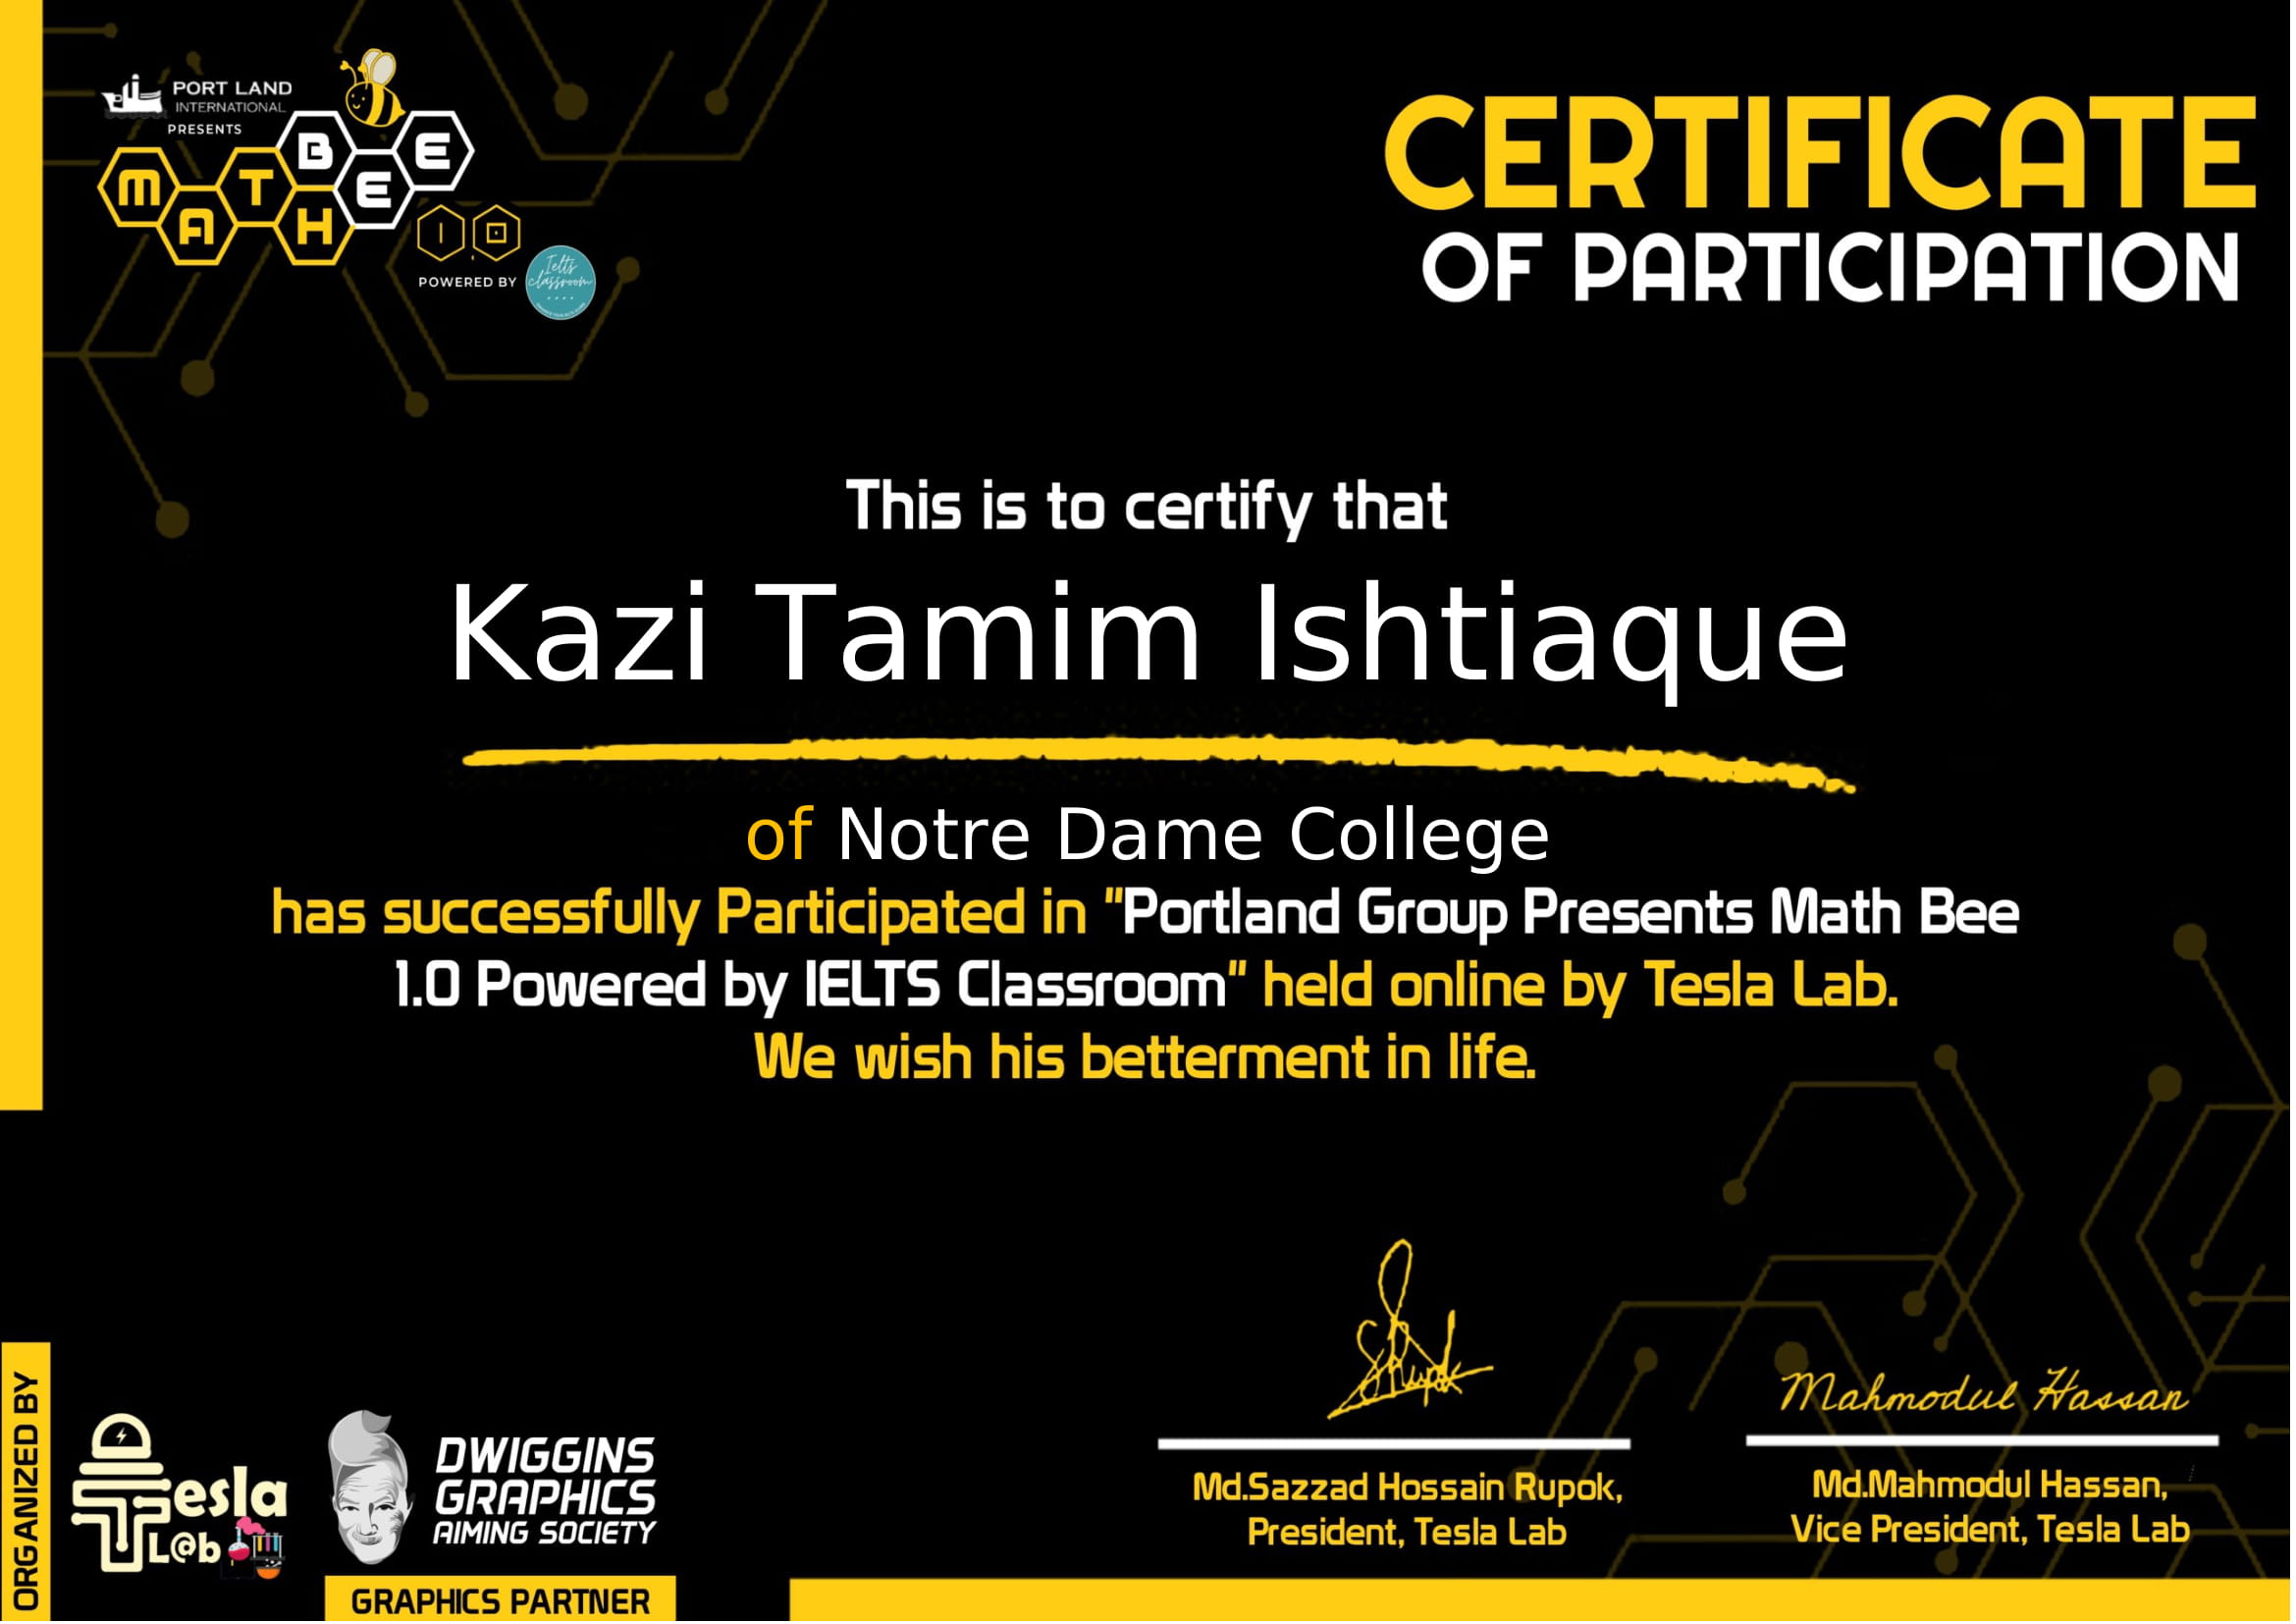 PORT LAND
INTERNATIONAL
PRESENTS
MATH BEE
1.0
POWERED BY
Ielts
classroom
CERTIFICATE
OF PARTICIPATION
This is to certify that
Kazi Tamim Ishtiaque
of Notre Dame College
has successfully Participated in "Portland Group Presents Math Bee
1.0 Powered by IELTS Classroom" held online by Tesla Lab.
We wish his betterment in life.
ORGANIZED BY
Tesla
L@b
DWIGGINS
GRAPHICS
AIMING SOCIETY
GRAPHICS PARTNER
SRupok
Md.Sazzad Hossain Rupok,
President, Tesla Lab
Mahmodul Hassan
Md.Mahmodul Hassan,
Vice President, Tesla Lab